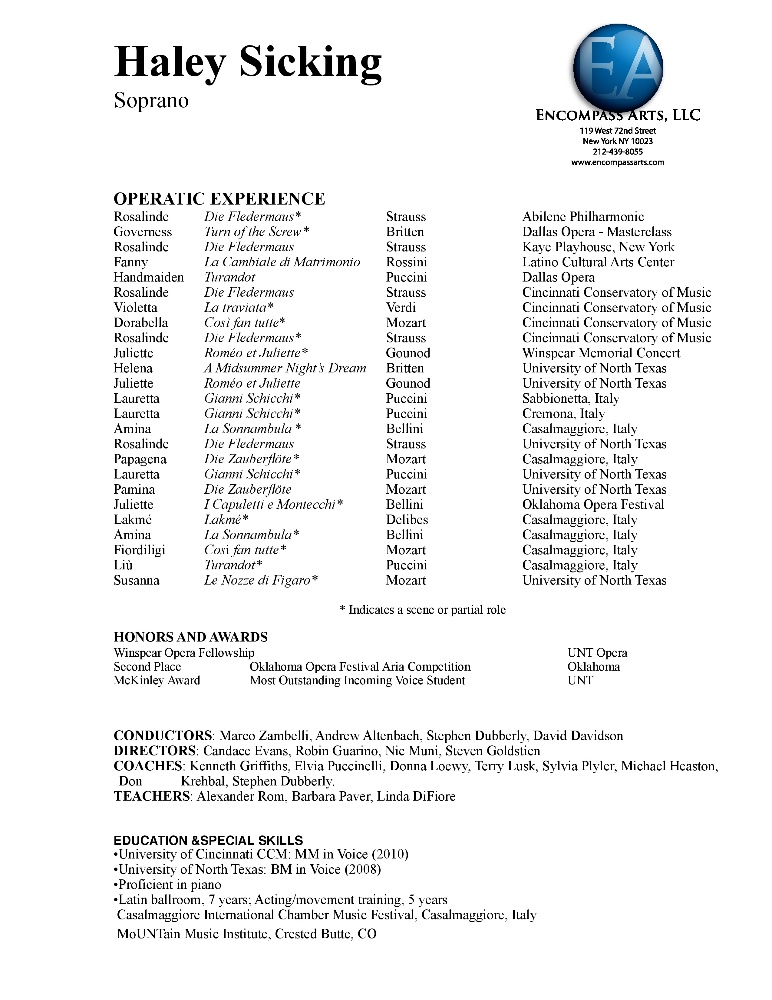 Haley Sicking
Soprano
EA
ENCOMPASS ARTS, LLC
119 West 72nd Street
New York NY 10023
212-439-8055
www.encompassarts.com
OPERATIC EXPERIENCE
Rosalinde Die Fledermaus* Strauss Abilene Philharmonic
Governess Turn of the Screw* Britten Dallas Opera - Masterclass
Rosalinde Die Fledermaus Strauss Kaye Playhouse, New York
Fanny La Cambiale di Matrimonio Rossini Latino Cultural Arts Center
Handmaiden Turandot Puccini Dallas Opera
Rosalinde Die Fledermaus Strauss Cincinnati Conservatory of Music
Violetta La traviata* Verdi Cincinnati Conservatory of Music
Dorabella Così fan tutte* Mozart Cincinnati Conservatory of Music
Rosalinde Die Fledermaus* Strauss Cincinnati Conservatory of Music
Juliette Roméo et Juliette* Gounod Winspear Memorial Concert
Helena A Midsummer Night's Dream Britten University of North Texas
Juliette Roméo et Juliette Gounod University of North Texas
Lauretta Gianni Schicchi* Puccini Sabbionetta, Italy
Lauretta Gianni Schicchi* Puccini Cremona, Italy
Amina La Sonnambula * Bellini Casalmaggiore, Italy
Rosalinde Die Fledermaus Strauss University of North Texas
Papagena Die Zauberflöte* Mozart Casalmaggiore, Italy
Lauretta Gianni Schicchi* Puccini University of North Texas
Pamina Die Zauberflöte Mozart University of North Texas
Juliette I Capuletti e Montecchi* Bellini Oklahoma Opera Festival
Lakmé Lakmé* Delibes Casalmaggiore, Italy
Amina La Sonnambula* Bellini Casalmaggiore, Italy
Fiordiligi Così fan tutte* Mozart Casalmaggiore, Italy
Liù Turandot* Puccini Casalmaggiore, Italy
Susanna Le Nozze di Figaro* Mozart University of North Texas
* Indicates a scene or partial role
HONORS AND AWARDS
Winspear Opera Fellowship UNT Opera
Second Place Oklahoma Opera Festival Aria Competition Oklahoma
McKinley Award Most Outstanding Incoming Voice Student UNT
CONDUCTORS: Marco Zambelli, Andrew Altenbach, Stephen Dubberly, David Davidson
DIRECTORS: Candace Evans, Robin Guarino, Nic Muni, Steven Goldstien
COACHES: Kenneth Griffiths, Elvia Puccinelli, Donna Loewy, Terry Lusk, Sylvia Plyler, Michael Heaston,
Don Krehbal, Stephen Dubberly.
TEACHERS: Alexander Rom, Barbara Paver, Linda DiFiore
EDUCATION &SPECIAL SKILLS
•University of Cincinnati CCM: MM in Voice (2010)
•University of North Texas: BM in Voice (2008)
•Proficient in piano
•Latin ballroom, 7 years; Acting/movement training, 5 years
Casalmaggiore International Chamber Music Festival, Casalmaggiore, Italy
MoUNTain Music Institute, Crested Butte, CO